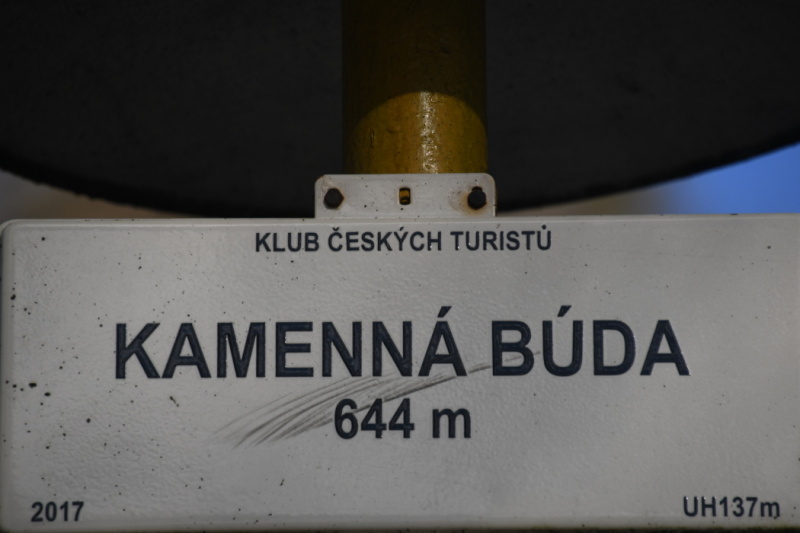 KLUB ČESKÝCH TURISTŮ
KAMENNÁ BÚDA
644 m
2017 UH137m